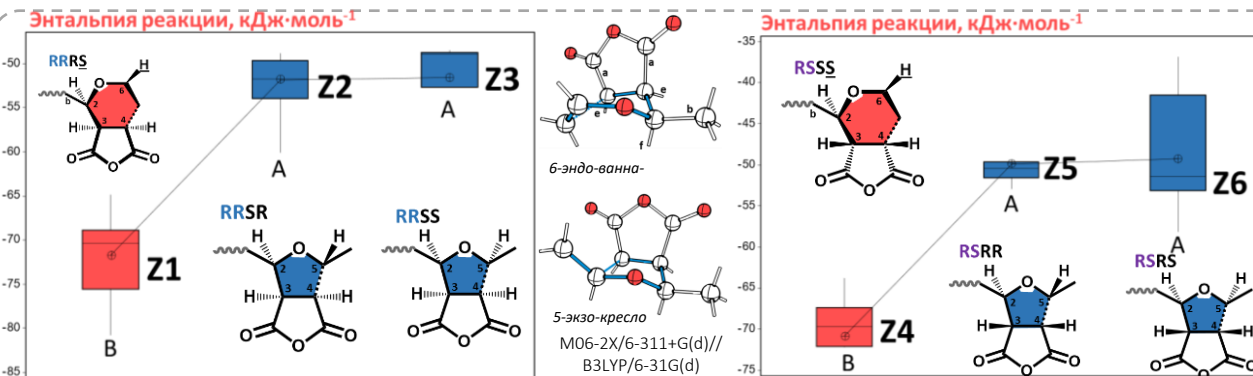 Энтальпия реакции, кДж·моль-1
-50
-55
-60
-65
-70
-75
-80
-85
RRRS
H
H
O
6
b
2
3
4
H
H
O
O
O
Z1
B
Z2
A
Z3
A
RRSR
H
O
H
2
5
3
4
H
H
O
O
O
RRSS
H
O
H
2
5
3
4
H
H
O
O
O
a
a
e
e
b
f
6-эндо-ванна-
5-экзо-кресло
M06-2X/6-311+G(d)//
B3LYP/6-31G(d)
Энтальпия реакции, кДж·моль-1
-35
-40
-45
-50
-55
-60
-65
-70
-75
RSSS
H
H
O
6
b
2
3
4
H
H
O
O
O
Z4
B
Z5
A
Z6
A
RSRR
H
O
H
2
5
3
4
H
H
O
O
O
RSRS
H
O
H
2
5
3
4
H
H
O
O
O